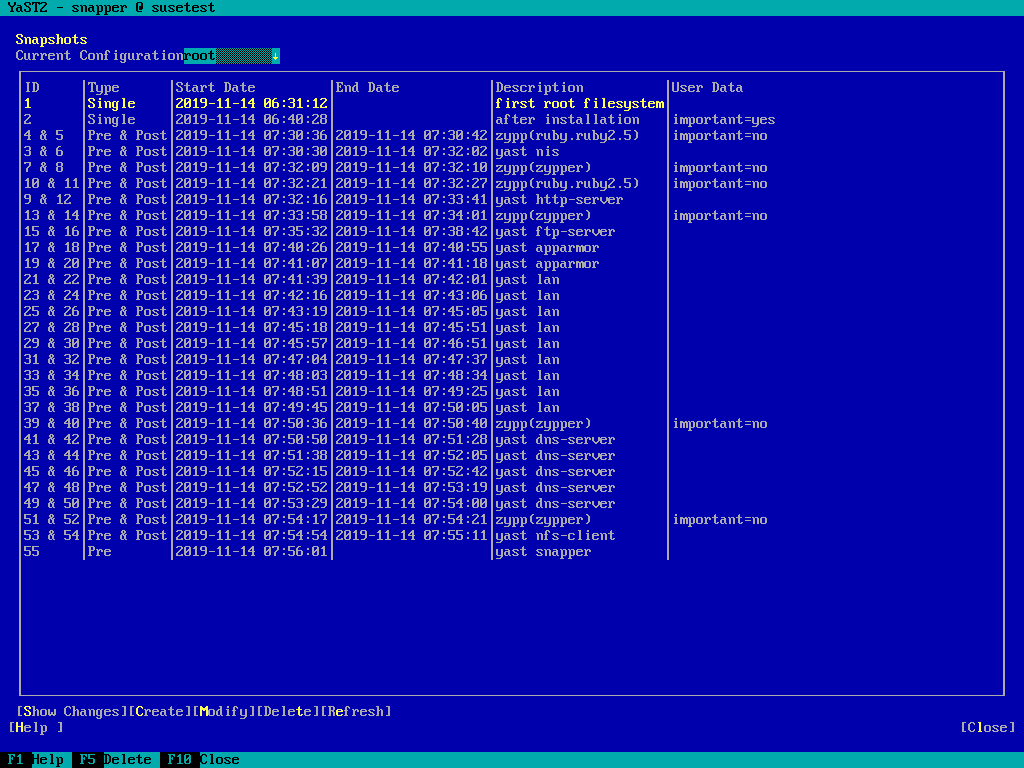 YaST2 - snapper @ susetest
Snapshots
Current Configuration root ↓
ID Type Start Date End Date Description User Data
1 Single 2019-11-14 06:31:12 first root filesystem
2 Single 2019-11-14 06:40:28 after installation important=yes
4 & 5 Pre & Post 2019-11-14 07:30:36 2019-11-14 07:30:42 zypp(ruby.ruby2.5) important=no
3 & 6 Pre & Post 2019-11-14 07:30:30 2019-11-14 07:32:02 yast nis
7 & 8 Pre & Post 2019-11-14 07:32:09 2019-11-14 07:32:10 zypp(zypper) important=no
10 & 11 Pre & Post 2019-11-14 07:32:21 2019-11-14 07:32:27 zypp(ruby.ruby2.5) important=no
9 & 12 Pre & Post 2019-11-14 07:32:16 2019-11-14 07:33:41 yast http-server
13 & 14 Pre & Post 2019-11-14 07:33:58 2019-11-14 07:34:01 zypp(zypper) important=no
15 & 16 Pre & Post 2019-11-14 07:35:32 2019-11-14 07:38:42 yast ftp-server
17 & 18 Pre & Post 2019-11-14 07:40:26 2019-11-14 07:40:55 yast apparmor
19 & 20 Pre & Post 2019-11-14 07:41:07 2019-11-14 07:41:18 yast apparmor
21 & 22 Pre & Post 2019-11-14 07:41:39 2019-11-14 07:42:01 yast lan
23 & 24 Pre & Post 2019-11-14 07:42:16 2019-11-14 07:43:06 yast lan
25 & 26 Pre & Post 2019-11-14 07:43:19 2019-11-14 07:45:05 yast lan
27 & 28 Pre & Post 2019-11-14 07:45:18 2019-11-14 07:45:51 yast lan
29 & 30 Pre & Post 2019-11-14 07:45:57 2019-11-14 07:46:51 yast lan
31 & 32 Pre & Post 2019-11-14 07:47:04 2019-11-14 07:47:37 yast lan
33 & 34 Pre & Post 2019-11-14 07:48:03 2019-11-14 07:48:34 yast lan
35 & 36 Pre & Post 2019-11-14 07:48:51 2019-11-14 07:49:25 yast lan
37 & 38 Pre & Post 2019-11-14 07:49:45 2019-11-14 07:50:05 yast lan
39 & 40 Pre & Post 2019-11-14 07:50:36 2019-11-14 07:50:40 zypp(zypper) important=no
41 & 42 Pre & Post 2019-11-14 07:50:50 2019-11-14 07:51:28 yast dns-server
43 & 44 Pre & Post 2019-11-14 07:51:38 2019-11-14 07:52:05 yast dns-server
45 & 46 Pre & Post 2019-11-14 07:52:15 2019-11-14 07:52:42 yast dns-server
47 & 48 Pre & Post 2019-11-14 07:52:52 2019-11-14 07:53:19 yast dns-server
49 & 50 Pre & Post 2019-11-14 07:53:29 2019-11-14 07:54:00 yast dns-server
51 & 52 Pre & Post 2019-11-14 07:54:17 2019-11-14 07:54:21 zypp(zypper) important=no
53 & 54 Pre & Post 2019-11-14 07:54:54 2019-11-14 07:55:11 yast nfs-client
55 Pre 2019-11-14 07:56:01 yast snapper
[Show Changes][Create][Modify][Delete][Refresh]
[Help ] [Close]
F1 Help F5 Delete F10 Close